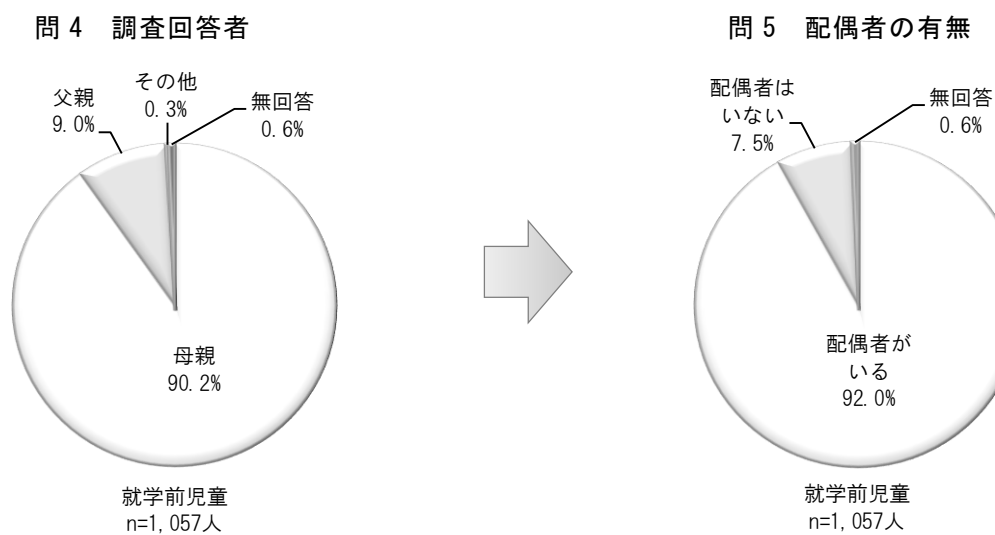 問4　調査回答者
父親
9.0%
その他
0.3%
無回答
0.6%
母親
90.2%
就学前児童
n=1,057人
問5　配偶者の有無
配偶者は
いない
7.5%
無回答
0.6%
配偶者が
いる
92.0%
就学前児童
n=1,057人